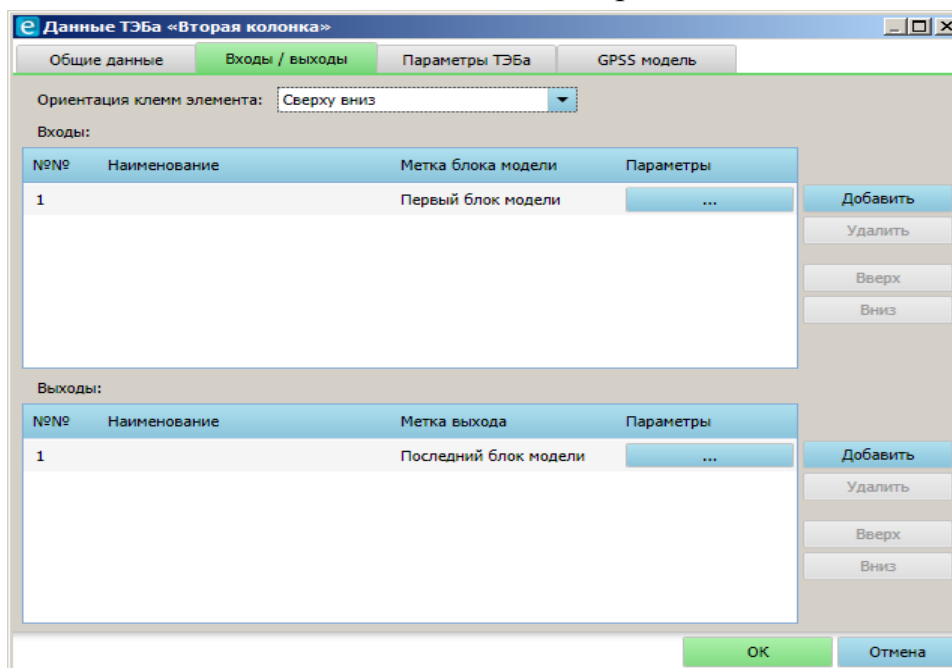 Данные ТЭБа «Вторая колонка»
Общие данные Входы / выходы Параметры ТЭБа GPSS модель
Ориентация клемм элемента: Сверху вниз
Входы:
№№ Наименование Метка блока модели Параметры
1 Первый блок модели ...
Добавить
Удалить
Вверх
Вниз
Выходы:
№№ Наименование Метка выхода Параметры
1 Последний блок модели ...
Добавить
Удалить
Вверх
Вниз
OK Отмена